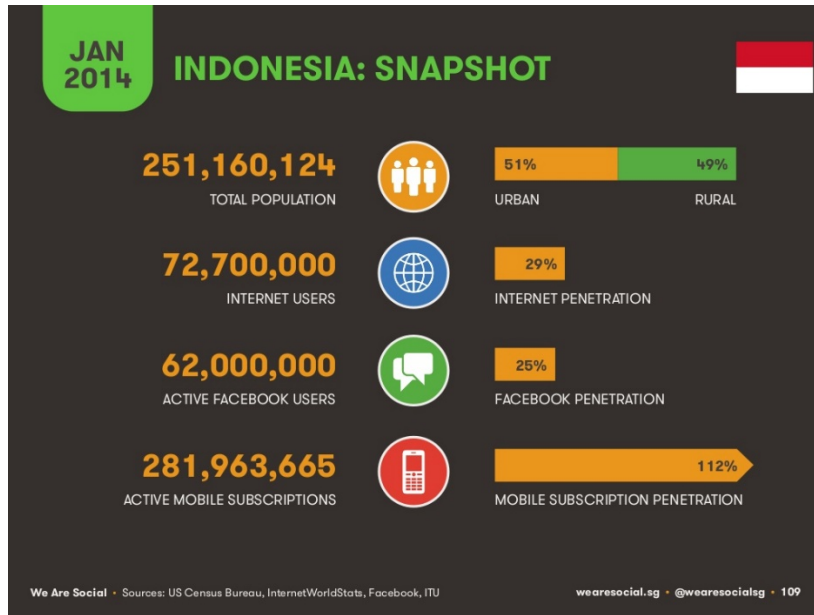 JAN
2014
INDONESIA: SNAPSHOT
251,160,124
TOTAL POPULATION
51%
49%
URBAN
RURAL
72,700,000
INTERNET USERS
29%
INTERNET PENETRATION
62,000,000
ACTIVE FACEBOOK USERS
25%
FACEBOOK PENETRATION
281,963,665
ACTIVE MOBILE SUBSCRIPTIONS
112%
MOBILE SUBSCRIPTION PENETRATION
We Are Social • Sources: US Census Bureau, InternetWorldStats, Facebook, ITU
wearesocial.sg • @wearesocialsg • 109